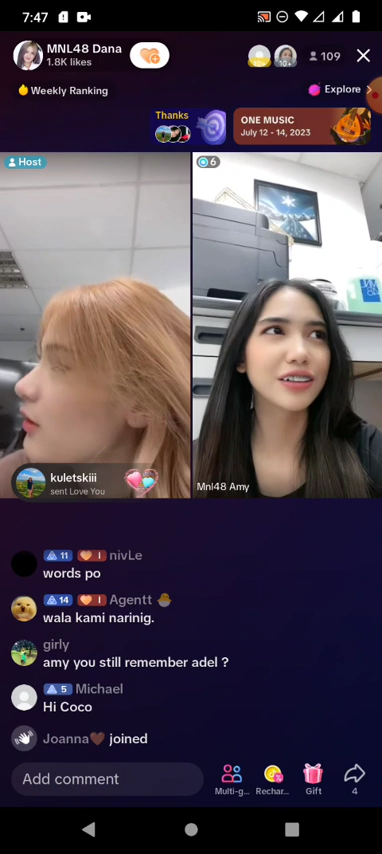 7:47
MNL48 Dana
1.8K likes
109
10+
Weekly Ranking
Explore
Thanks
ONE MUSIC
July 12 - 14, 2023
Host
6
kuletskiii
sent Love You
Mnl48 Amy
11 I nivLe
words po
14 I Agentt
wala kami narinig.
girly
amy you still remember adel ?
5 Michael
Hi Coco
Joanna joined
Add comment
Multi-g...
Rechar...
Gift
4